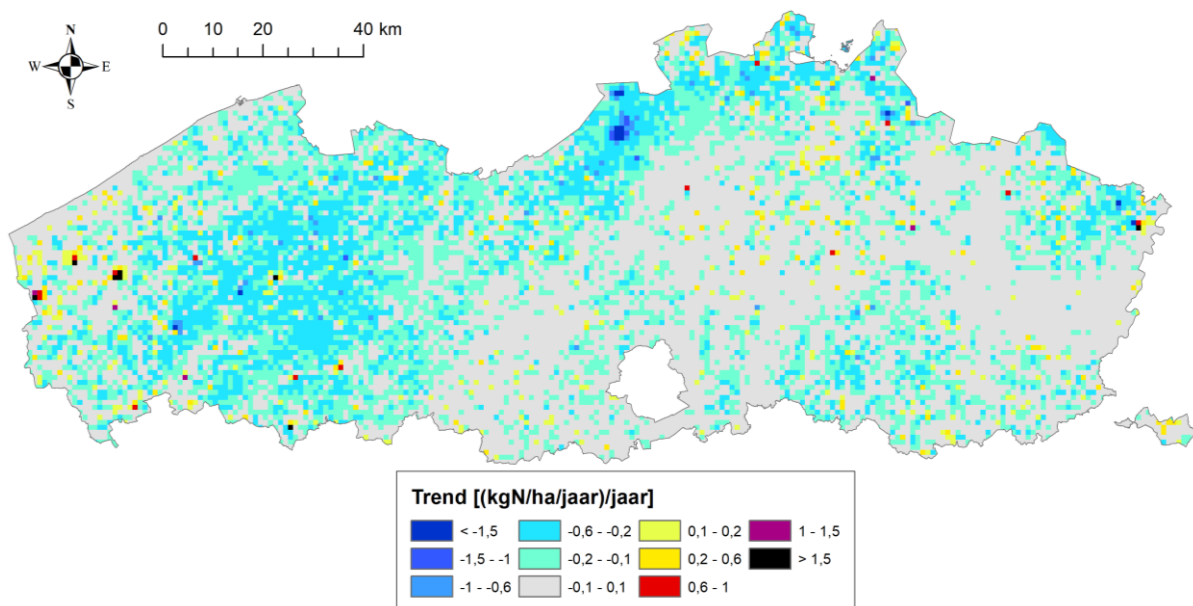 N
W E
S
0 20 40 km
Trend [(kgN/ha/jaar)/jaar]
< -1,5 -0,6 - -0,2 0,1 - 0,2 1 - 1,5
-1,5 - -1 -0,2 - -0,1 0,2 - 0,6 > 1,5
-1 - -0,6 -0,1 - 0,1 0,6 - 1